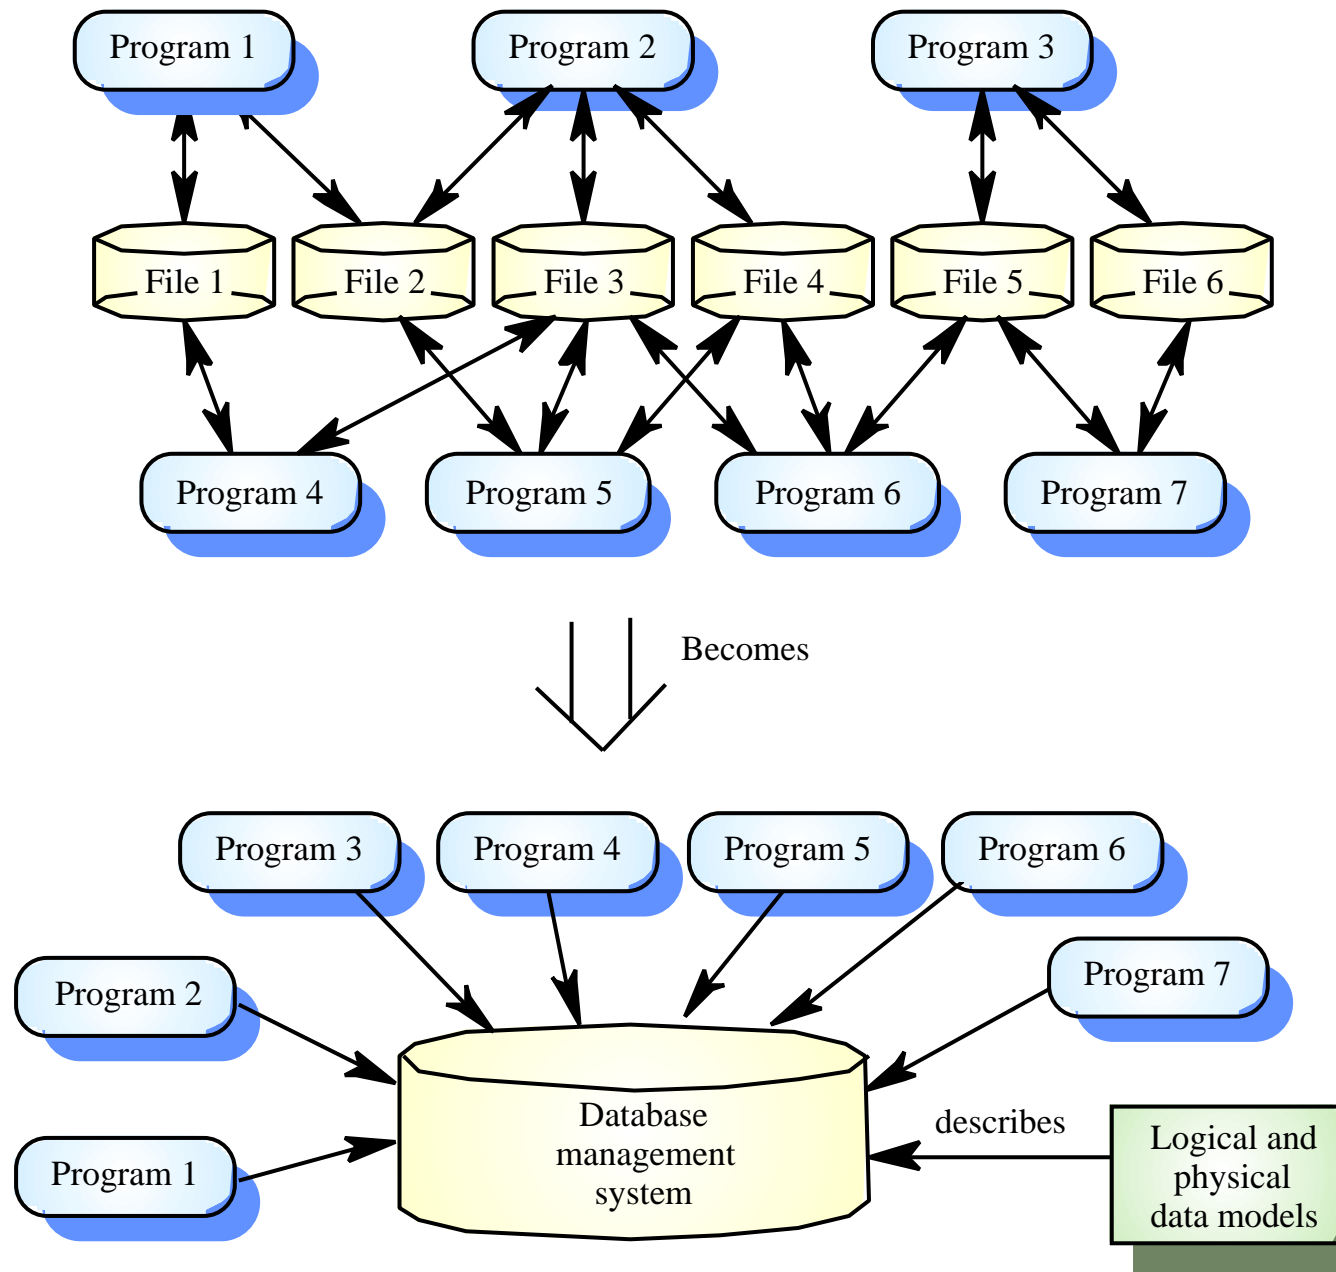 Program 1
Program 2
Program 3
File 1
File 2
File 3
File 4
File 5
File 6
Program 4
Program 5
Program 6
Program 7
Becomes
Program 3
Program 4
Program 5
Program 6
Program 2
Program 7
Database
management
system
describes
Logical and
physical
data models
Program 1